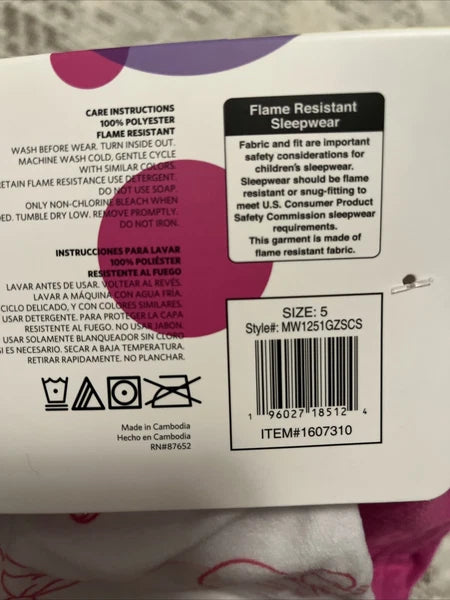 CARE INSTRUCTIONS
100% POLYESTER
FLAME RESISTANT
WASH BEFORE WEAR. TURN INSIDE OUT.
MACHINE WASH COLD, GENTLE CYCLE
WITH SIMILAR COLORS.
RETAIN FLAME RESISTANCE USE DETERGENT.
DO NOT USE SOAP.
ONLY NON-CHLORINE BLEACH WHEN
TUMBLE DRY LOW. REMOVE PROMPTLY.
DO NOT IRON.
INSTRUCCIONES PARA LAVAR
100% POLIÉSTER
RESISTENTE AL FUEGO
LAVAR ANTES DE USAR. VOLTEAR AL REVÉS.
LAVAR A MÁQUINA CON AGUA FRÍA.
CICLO DELICADO, Y CON COLORES SIMILARES.
USAR DETERGENTE. PARA PROTEGER LA CAPA
RESISTENTE AL FUEGO. NO USAR JABÓN.
USAR SOLAMENTE BLANQUEADOR SIN CLORO
SI ES NECESARIO. SECAR A BAJA TEMPERATURA.
RETIRAR RAPIDAMENTE. NO PLANCHAR.
Made in Cambodia
Hecho en Cambodia
RN#87652
Flame Resistant
Sleepwear
Fabric and fit are important
safety considerations for
children's sleepwear.
Sleepwear should be flame
resistant or snug-fitting to
meet U.S. Consumer Product
Safety Commission sleepwear
requirements.
This garment is made of
flame resistant fabric.
SIZE: 5
Style#: MW1251GZSCS
1 96027 18512 4
ITEM#1607310